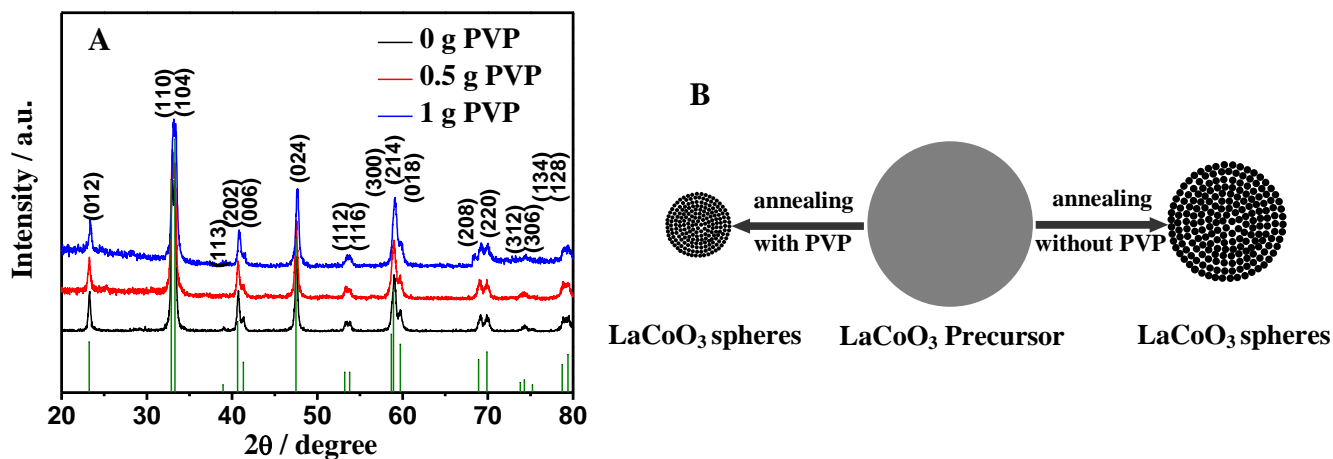 A
0 g PVP
0.5 g PVP
1 g PVP
Intensity / a.u.
(012)
(110)
(104)
(113)
(202)
(006)
(024)
(112)
(116)
(300)
(214)
(018)
(208)
(220)
(312)
(306)
(134)
(128)
20 30 40 50 60 70 80
2θ / degree
B
annealing
with PVP
annealing
without PVP
LaCoO₃ spheres
LaCoO₃ Precursor
LaCoO₃ spheres